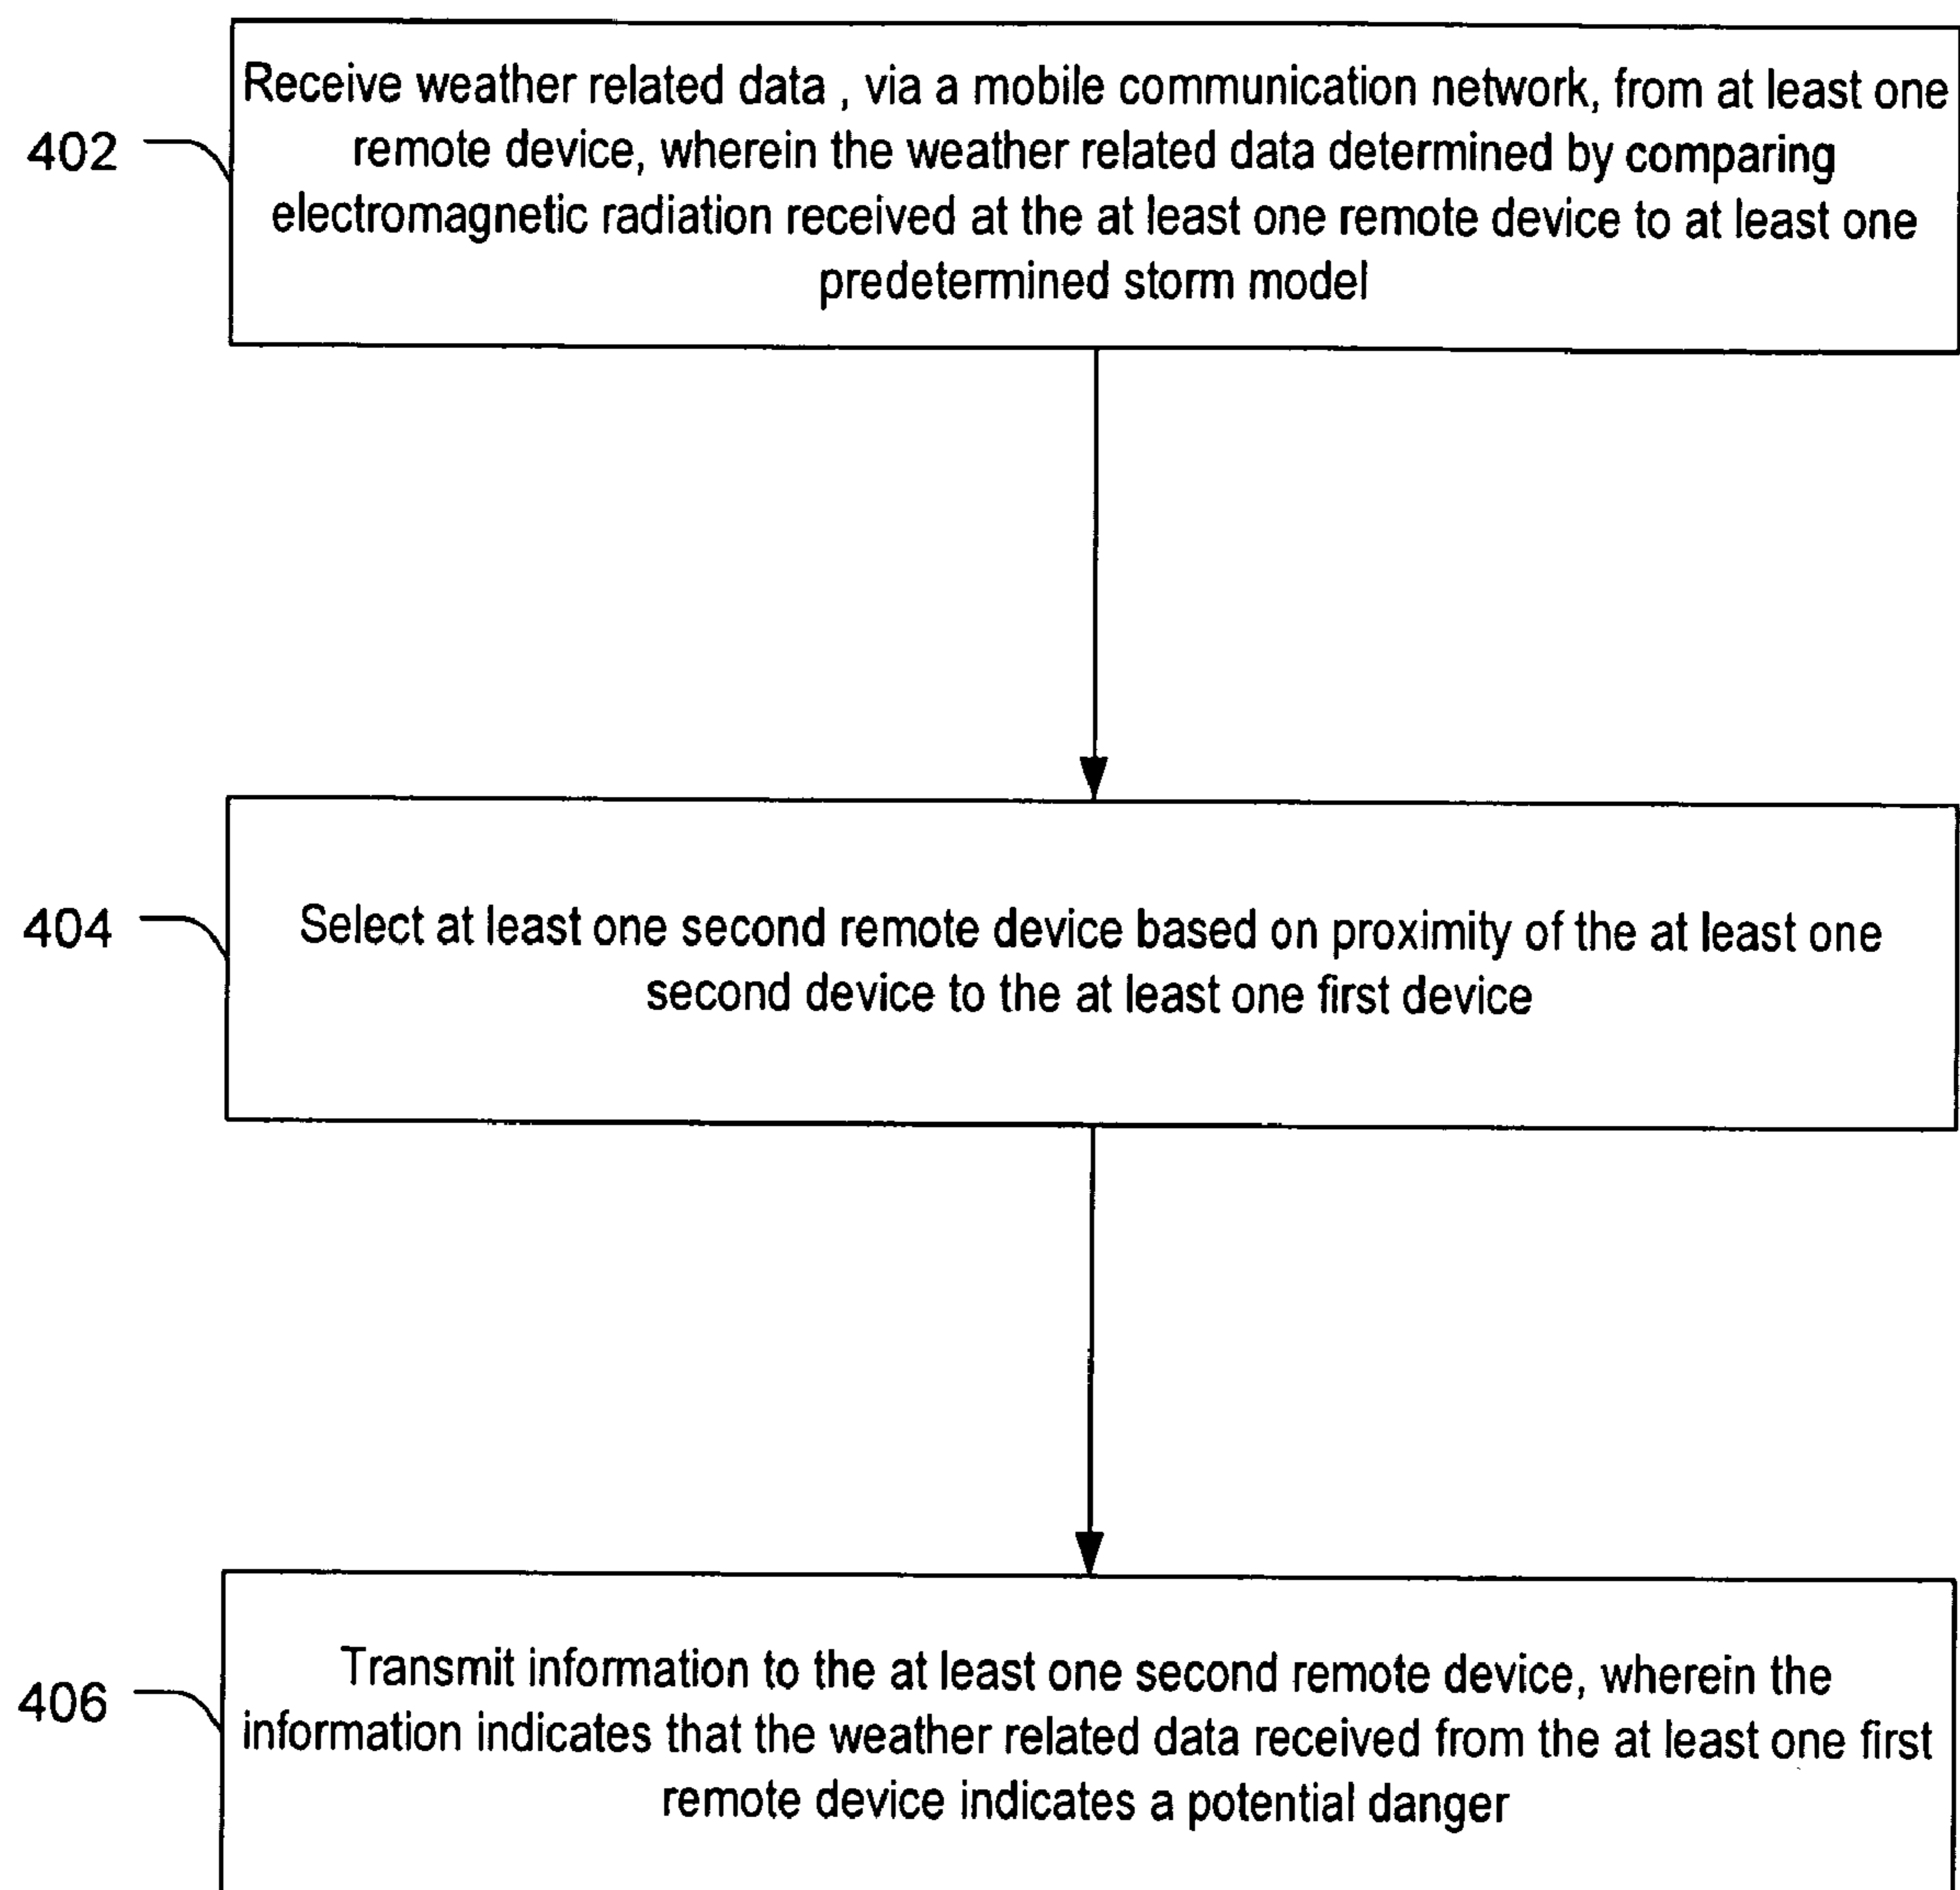 Receive weather related data , via a mobile communication network, from at least one
402
remote device, wherein the weather related data determined by comparing
electromagnetic radiation received at the at least one remote device to at least one
predetermined storm model
404
Select at least one second remote device based on proximity of the at least one
second device to the at least one first device
406
Transmit information to the at least one second remote device, wherein the
information indicates that the weather related data received from the at least one first
remote device indicates a potential danger